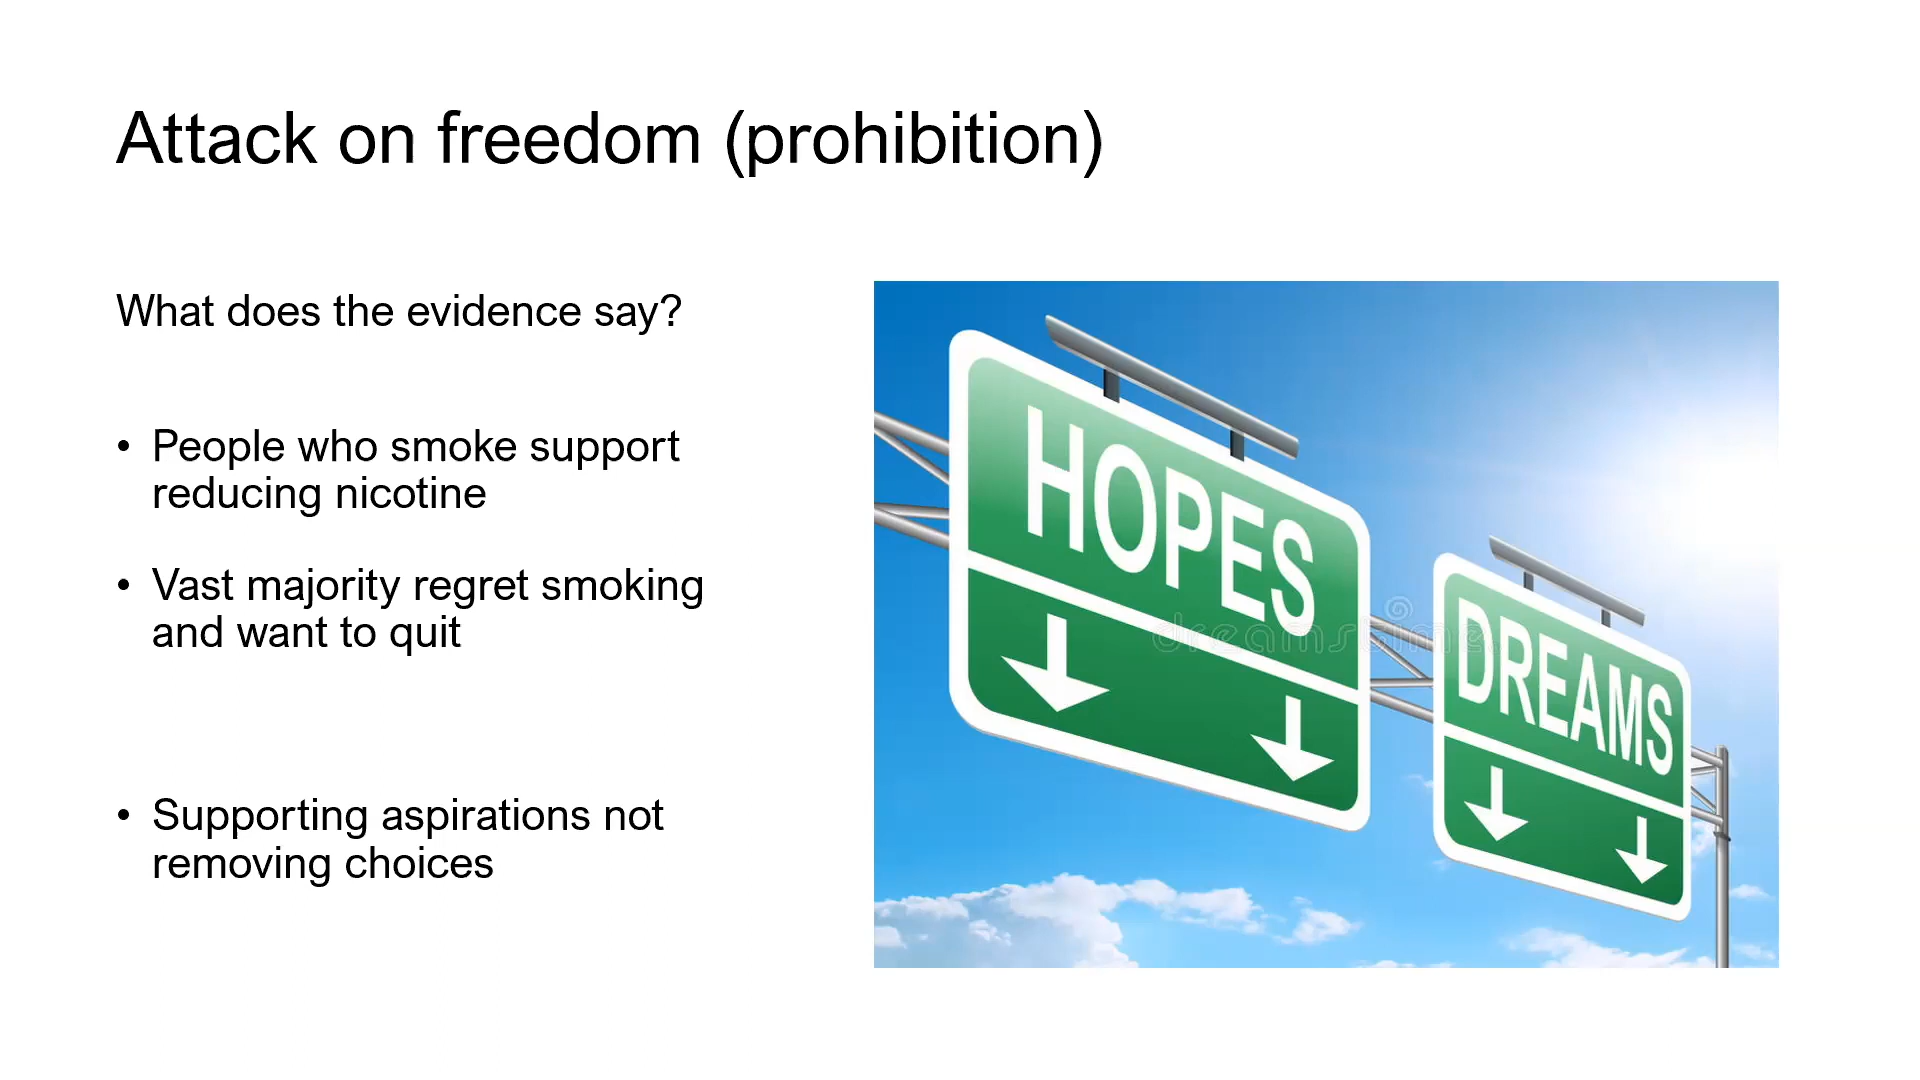 Attack on freedom (prohibition)
What does the evidence say?
• People who smoke support
reducing nicotine
• Vast majority regret smoking
and want to quit
• Supporting aspirations not
removing choices
HOPES
DREAMS
dreamstime